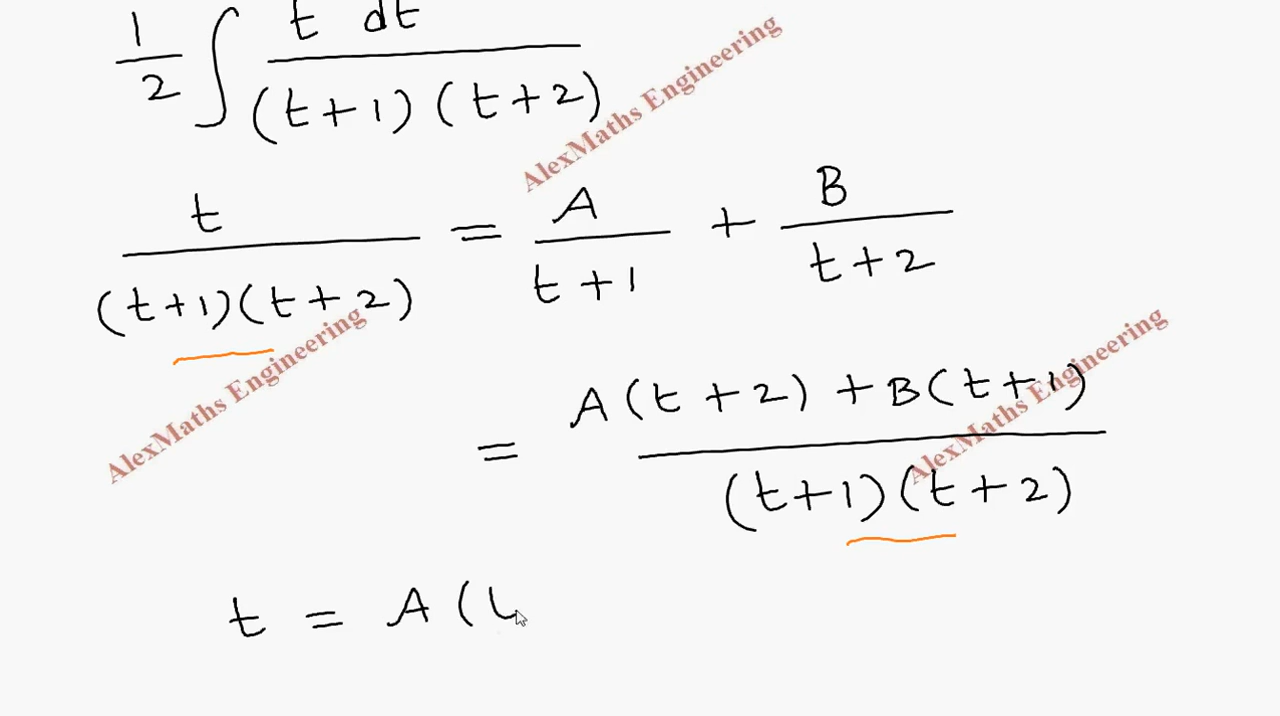 1/2 ∫ t dt / (t+1)(t+2)
AlexMaths Engineering
t / (t+1)(t+2) = A / t+1 + B / t+2
AlexMaths Engineering
AlexMaths Engineering
= A(t+2) + B(t+1) / (t+1)(t+2)
t = A (